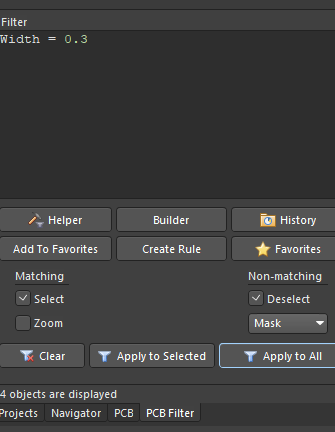 Filter
Width = 0.3
Helper
Builder
History
Add To Favorites
Create Rule
Favorites
Matching
Non-matching
Select
Deselect
Zoom
Mask
Clear
Apply to Selected
Apply to All
4 objects are displayed
Projects
Navigator
PCB
PCB Filter